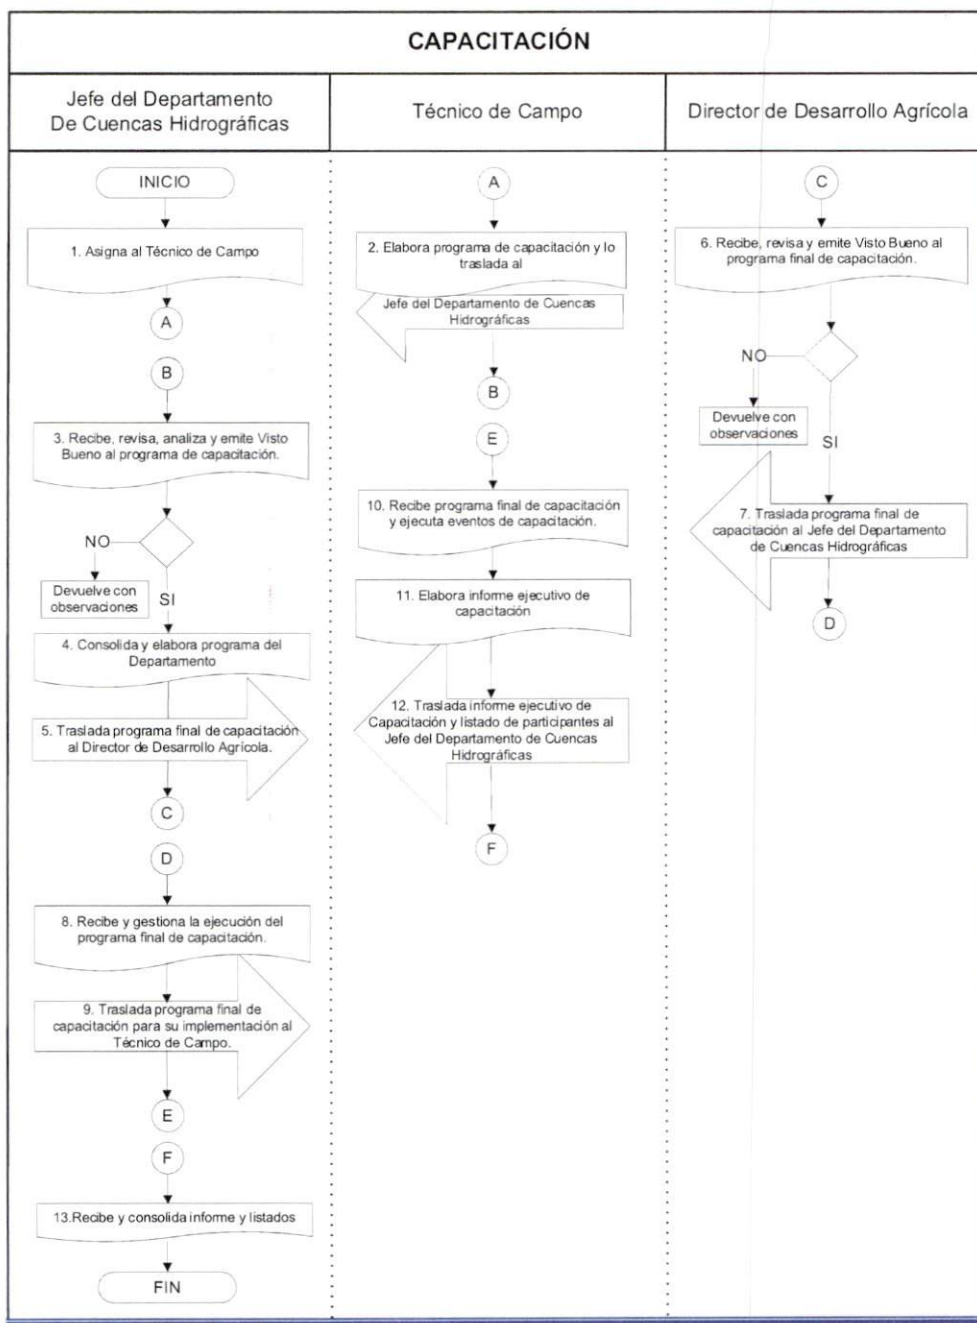 CAPACITACIÓN
Jefe del Departamento
De Cuencas Hidrográficas
INICIO
1. Asigna al Técnico de Campo
A
B
3. Recibe, revisa, analiza y emite Visto
Bueno al programa de capacitación.
NO
Devuelve con
observaciones
SI
4. Consolida y elabora programa del
Departamento
5. Traslada programa final de capacitación
al Director de Desarrollo Agrícola.
C
D
8. Recibe y gestiona la ejecución del
programa final de capacitación.
9. Traslada programa final de
capacitación para su implementación al
Técnico de Campo.
E
F
13.Recibe y consolida informe y listados
FIN
Técnico de Campo
A
2. Elabora programa de capacitación y lo
traslada al
Jefe del Departamento de Cuencas
Hidrográficas
B
E
10. Recibe programa final de capacitación
y ejecuta eventos de capacitación.
11. Elabora informe ejecutivo de
capacitación
12. Traslada informe ejecutivo de
Capacitación y listado de participantes al
Jefe del Departamento de Cuencas
Hidrográficas
F
Director de Desarrollo Agrícola
C
6. Recibe, revisa y emite Visto Bueno al
programa final de capacitación.
NO
Devuelve con
observaciones
SI
7. Traslada programa final de
capacitación al Jefe del Departamento
de Cuencas Hidrográficas
D